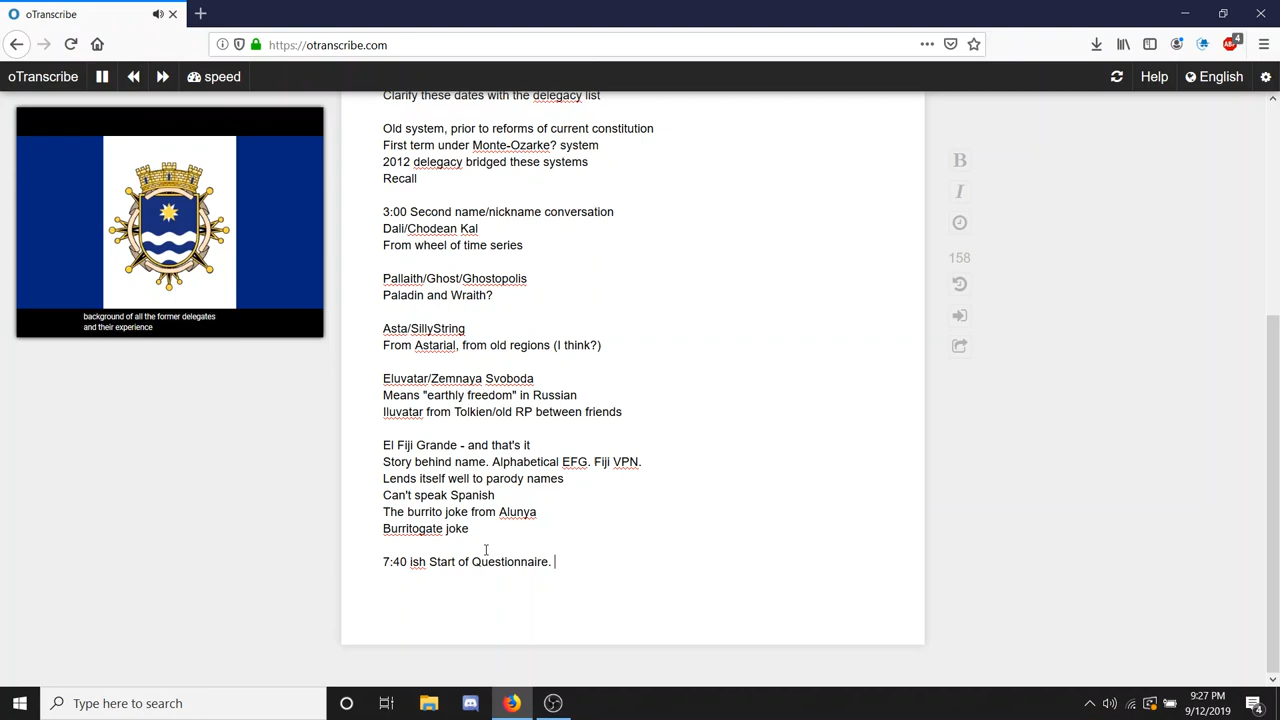 oTranscribe
https://otranscribe.com
4
oTranscribe
speed
Help
English
background of all the former delegates
and their experience
Clarify these dates with the delegacy list
Old system, prior to reforms of current constitution
First term under Monte-Ozarke? system
2012 delegacy bridged these systems
Recall
3:00 Second name/nickname conversation
Dali/Chodean Kal
From wheel of time series
Pallaith/Ghost/Ghostopolis
Paladin and Wraith?
Asta/SillyString
From Astarial, from old regions (I think?)
Eluvatar/Zemnaya Svoboda
Means "earthly freedom" in Russian
Iluvatar from Tolkien/old RP between friends
El Fiji Grande - and that's it
Story behind name. Alphabetical EFG. Fiji VPN.
Lends itself well to parody names
Can't speak Spanish
The burrito joke from Alunya
Burritogate joke
7:40 ish Start of Questionnaire.
B
I
158
Type here to search
9:27 PM
9/12/2019
4